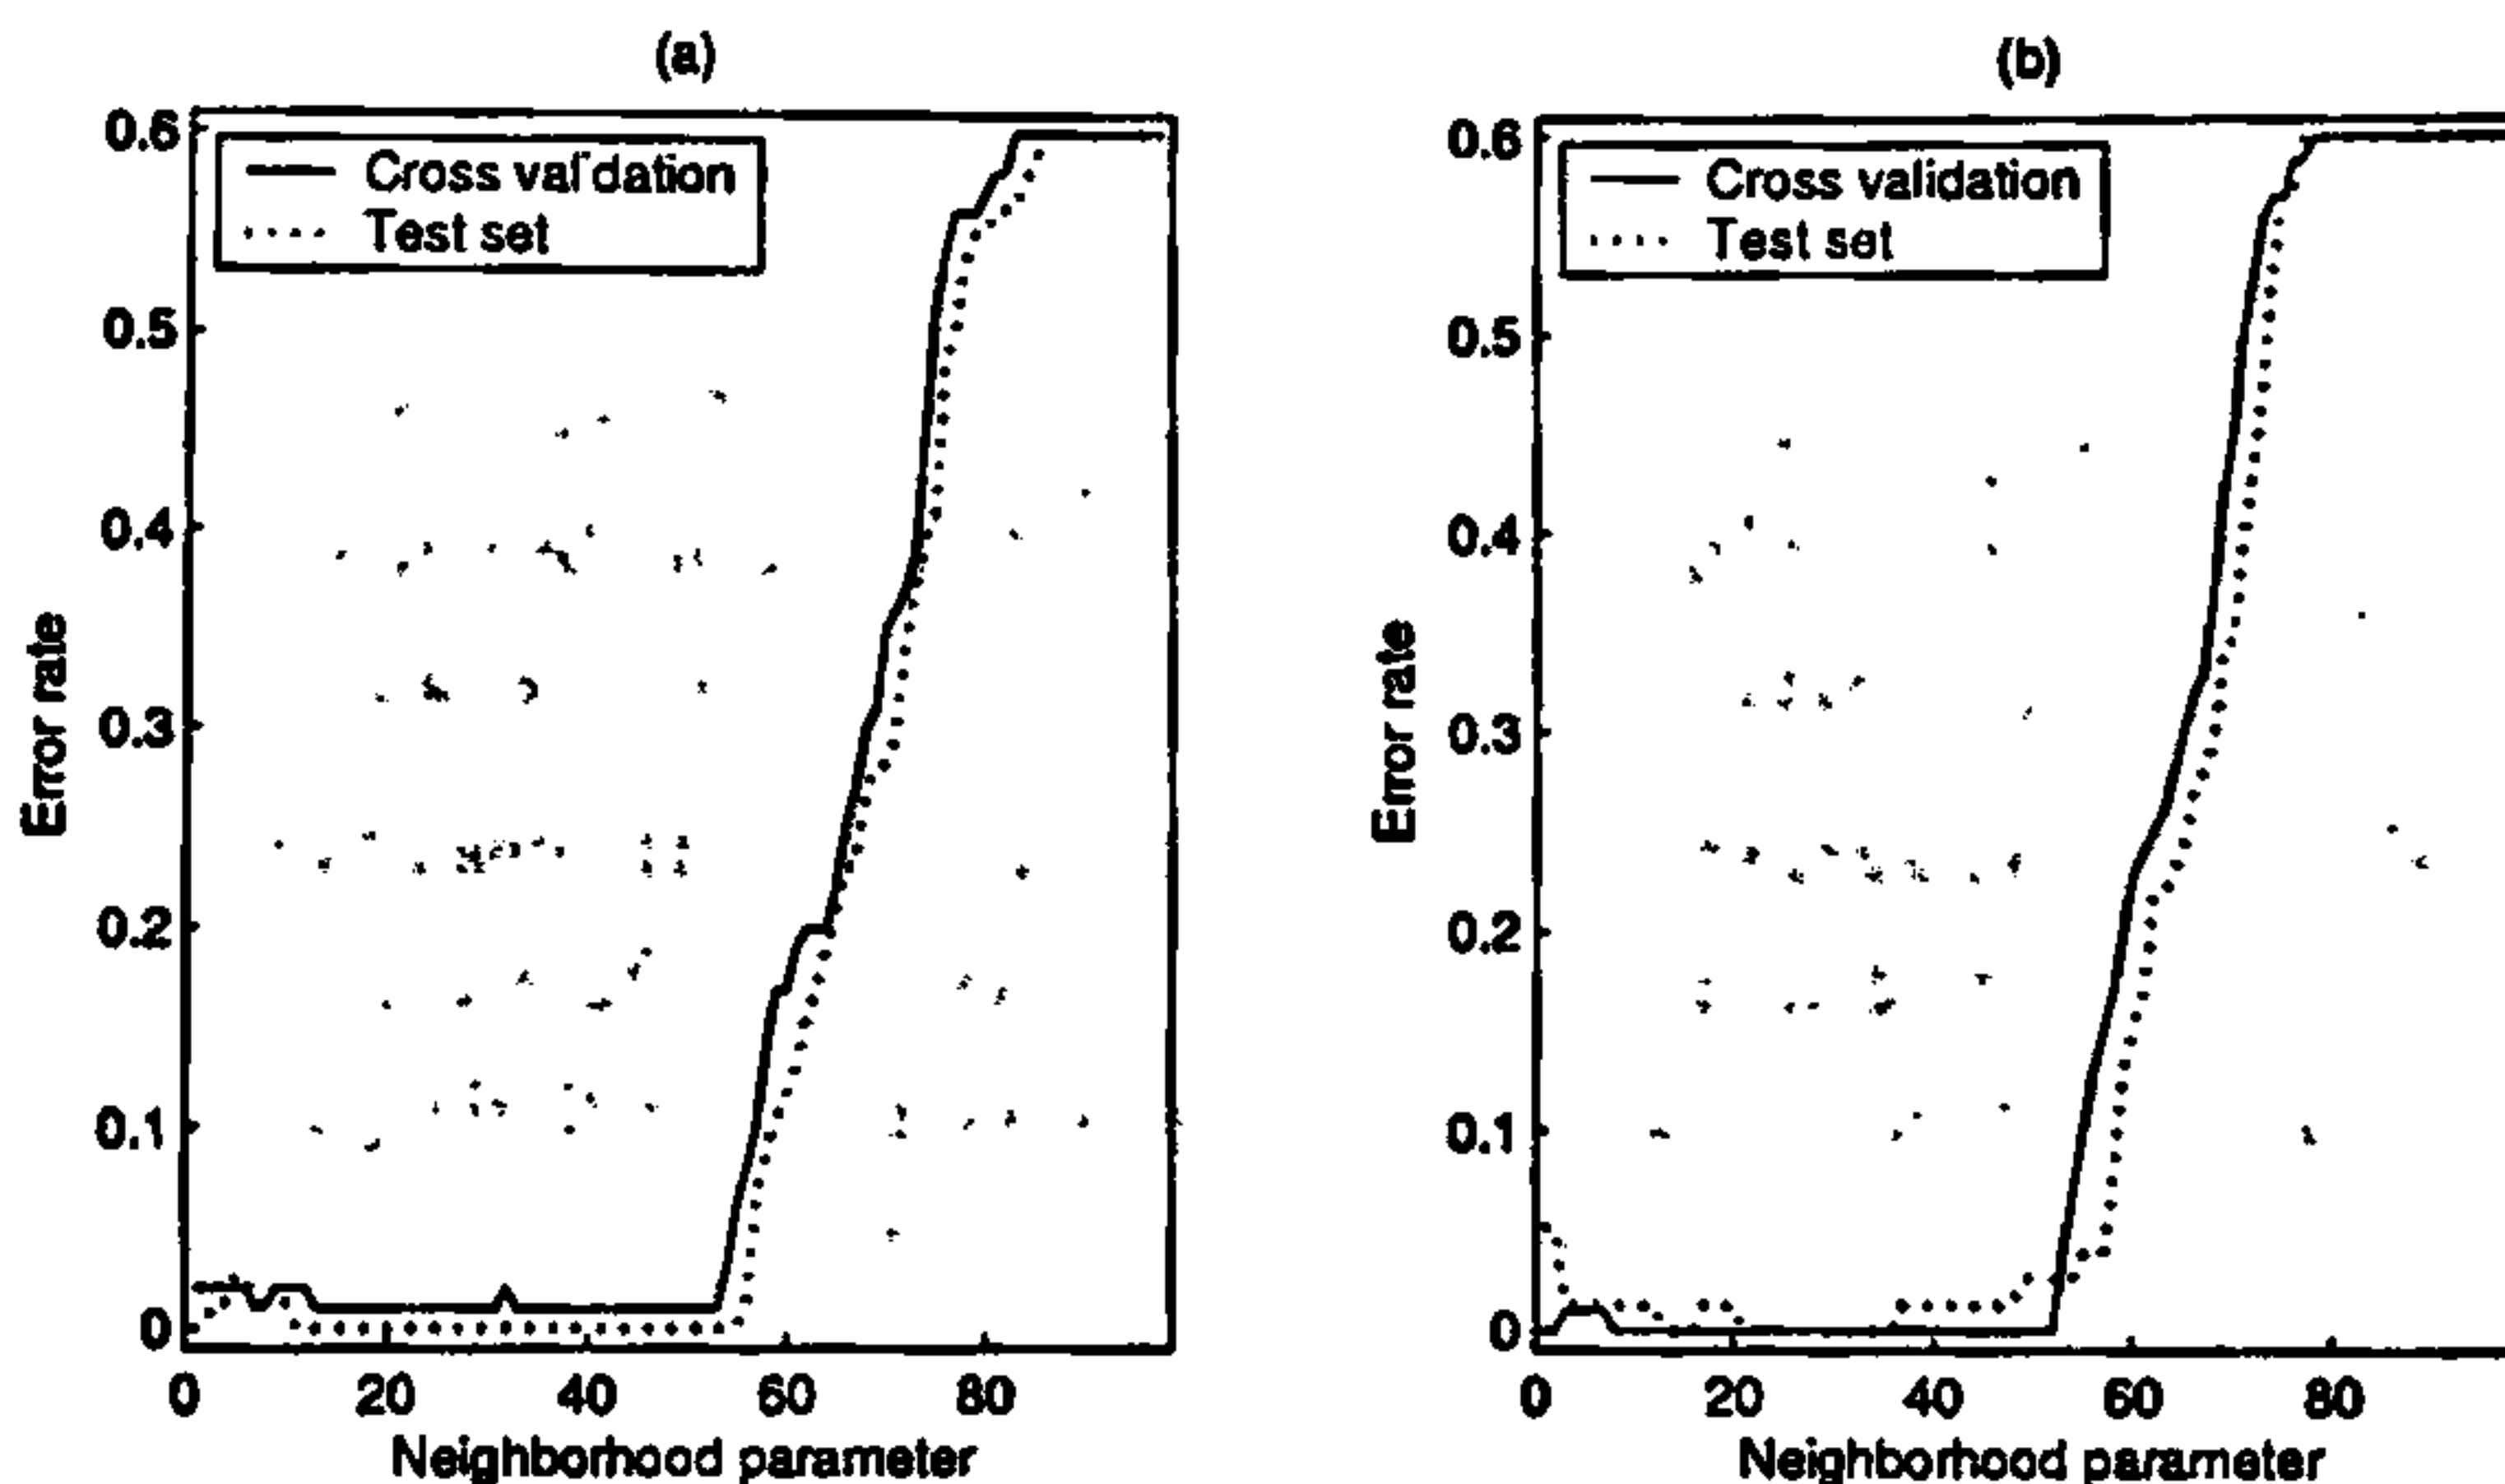 (a)
0.6
0.5
0.4
0.3
0.2
0.1
0
Error rate
Cross val dation
Test set
0 20 40 60 80
Neighborhood parameter
(b)
0.6
0.5
0.4
0.3
0.2
0.1
0
Error rate
Cross validation
Test set
0 20 40 60 80
Neighborhood parameter